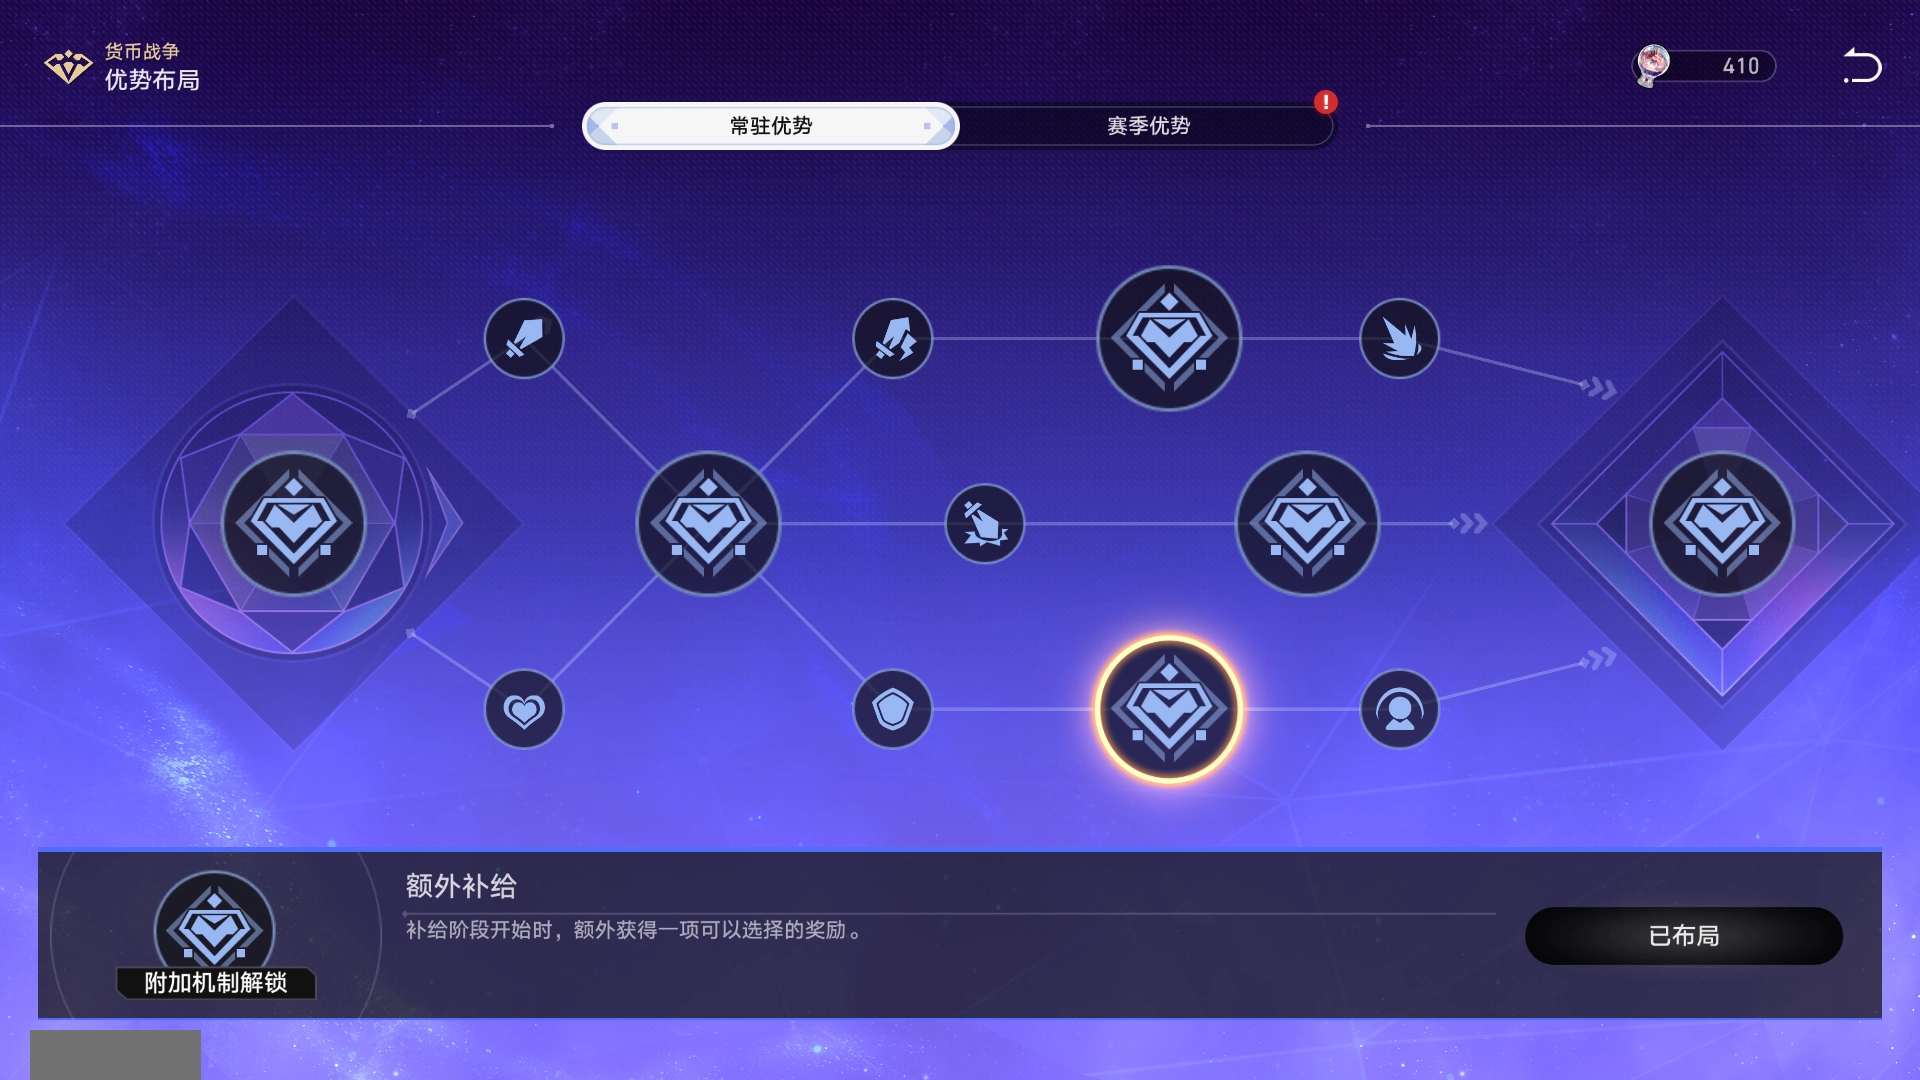 货币战争
优势布局
410
常驻优势
赛季优势
额外补给
补给阶段开始时，额外获得一项可以选择的奖励。
附加机制解锁
已布局